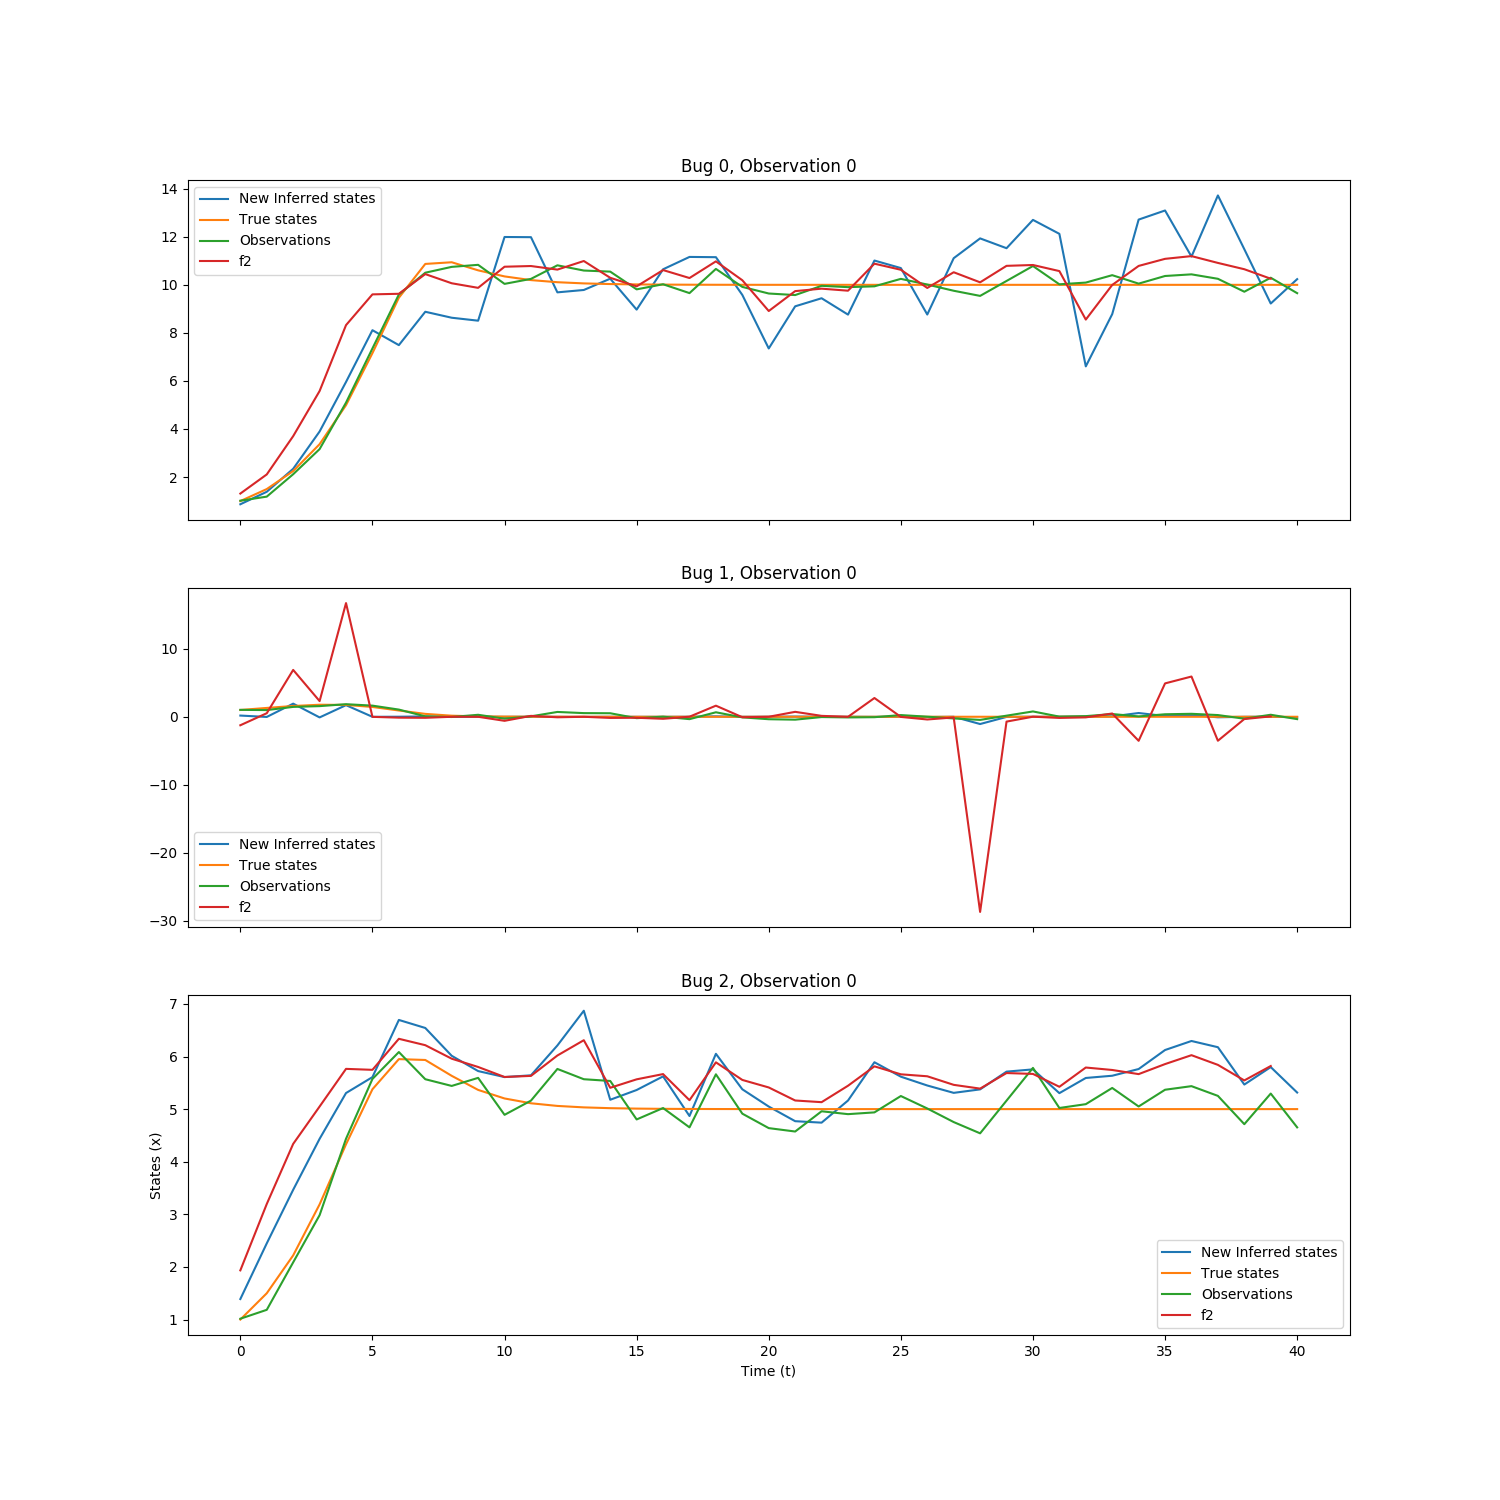 Bug 0, Observation 0
14
12
10
8
6
4
2
New Inferred states
True states
Observations
f2
Bug 1, Observation 0
10
0
−10
−20
−30
New Inferred states
True states
Observations
f2
Bug 2, Observation 0
7
6
5
4
3
2
1
States (x)
New Inferred states
True states
Observations
f2
0 5 10 15 20 25 30 35 40
Time (t)